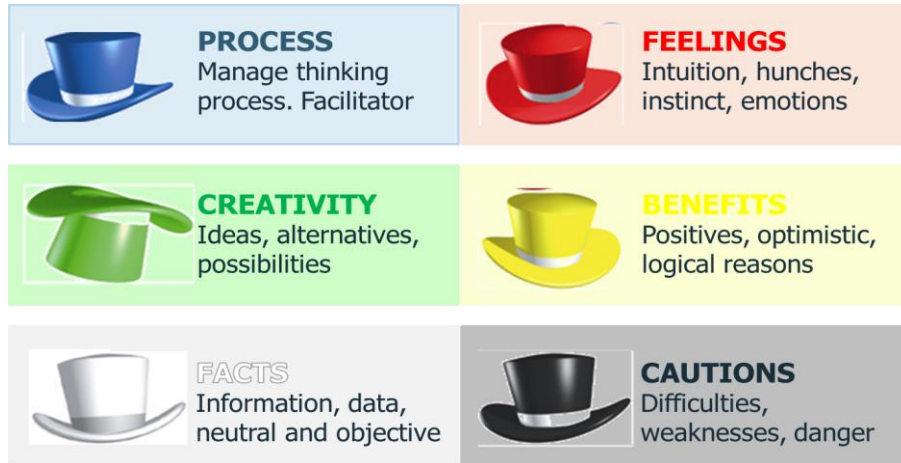 PROCESS
Manage thinking
process. Facilitator
FEELINGS
Intuition, hunches,
instinct, emotions
CREATIVITY
Ideas, alternatives,
possibilities
BENEFITS
Positives, optimistic,
logical reasons
FACTS
Information, data,
neutral and objective
CAUTIONS
Difficulties,
weaknesses, danger